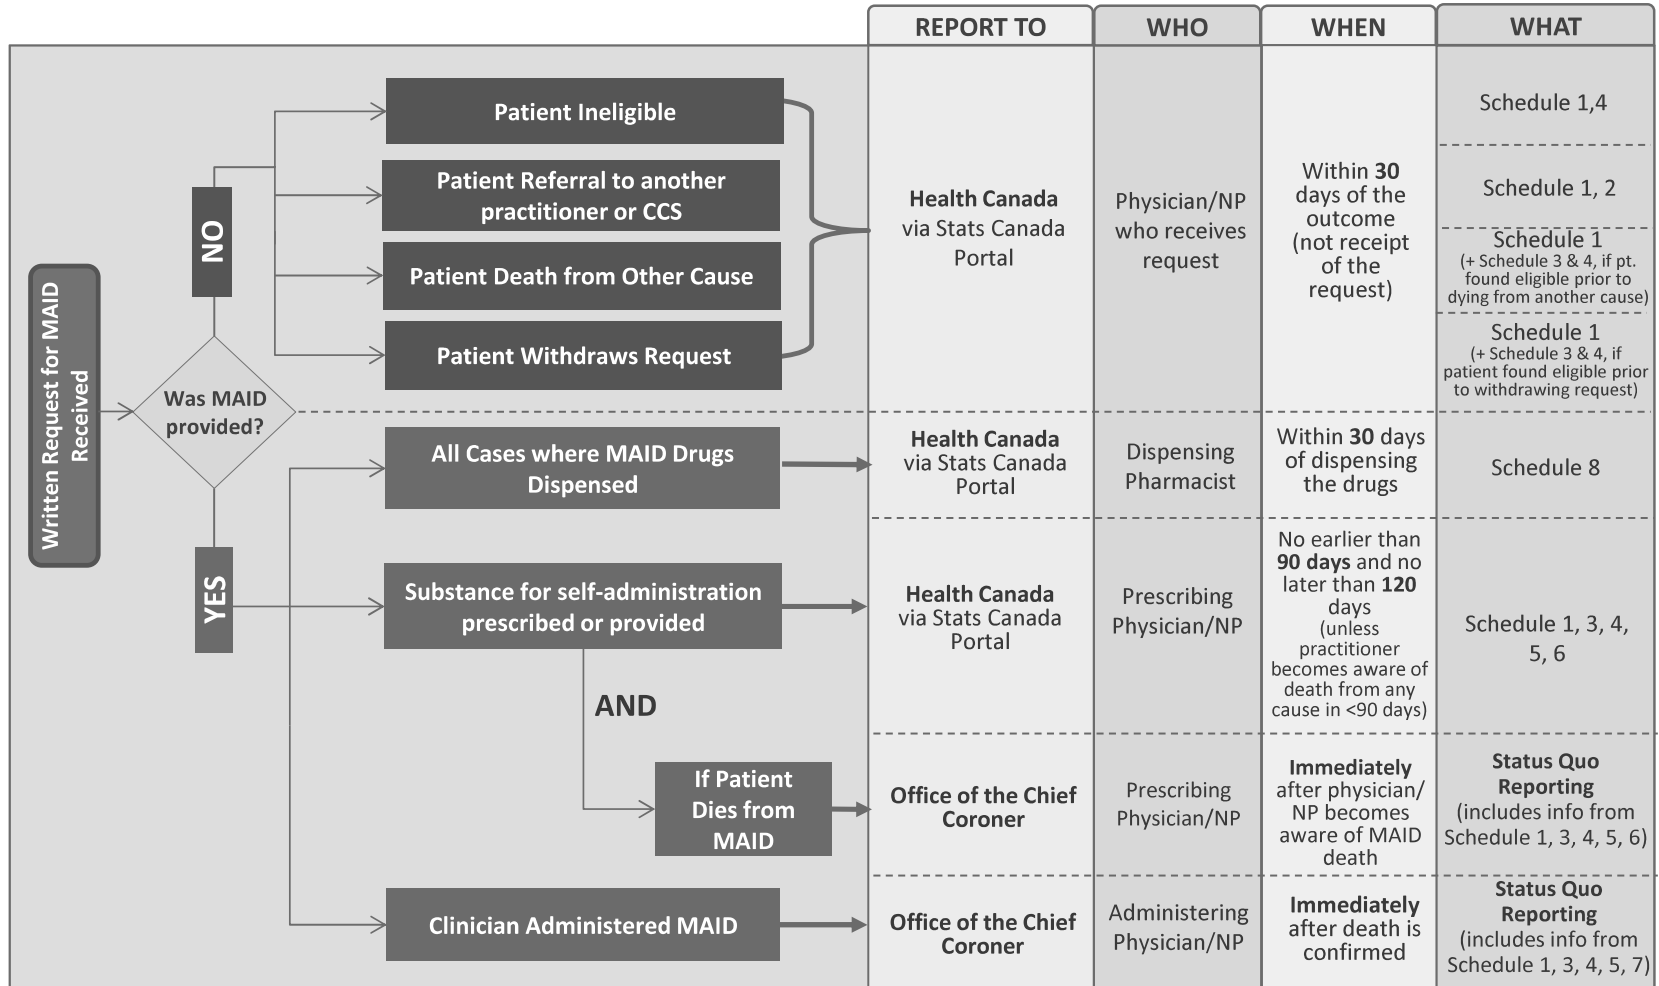 REPORT TO
WHO
WHEN
WHAT
Written Request for MAID
Received
Was MAID
provided?
NO
YES
Patient Ineligible
Patient Referral to another
practitioner or CCS
Patient Death from Other Cause
Patient Withdraws Request
Health Canada
via Stats Canada
Portal
Physician/NP
who receives
request
Within 30
days of the
outcome
(not receipt
of the
request)
Schedule 1,4
Schedule 1, 2
Schedule 1
(+ Schedule 3 & 4, if pt.
found eligible prior to
dying from another cause)
Schedule 1
(+ Schedule 3 & 4, if
patient found eligible prior
to withdrawing request)
All Cases where MAID Drugs
Dispensed
Health Canada
via Stats Canada
Portal
Dispensing
Pharmacist
Within 30 days
of dispensing
the drugs
Schedule 8
Substance for self-administration
prescribed or provided
Health Canada
via Stats Canada
Portal
Prescribing
Physician/NP
No earlier than
90 days and no
later than 120
days
(unless
practitioner
becomes aware of
death from any
cause in <90 days)
Schedule 1, 3, 4,
5, 6
AND
If Patient
Dies from
MAID
Office of the Chief
Coroner
Prescribing
Physician/NP
Immediately
after physician/
NP becomes
aware of MAID
death
Status Quo
Reporting
(includes info from
Schedule 1, 3, 4, 5, 6)
Clinician Administered MAID
Office of the Chief
Coroner
Administering
Physician/NP
Immediately
after death is
confirmed
Status Quo
Reporting
(includes info from
Schedule 1, 3, 4, 5, 7)